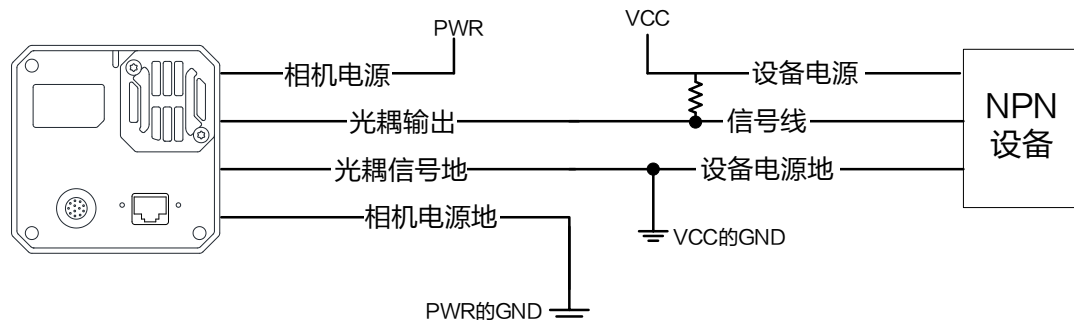 PWR
VCC
相机电源
设备电源
光耦输出
信号线
NPN
设备
光耦信号地
设备电源地
相机电源地
VCC的GND
PWR的GND